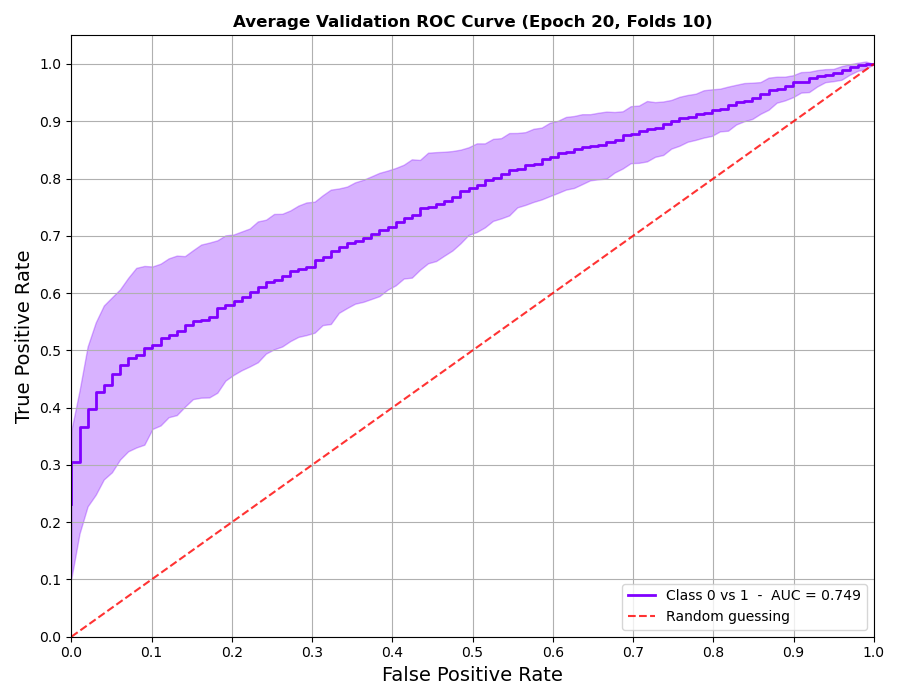 Average Validation ROC Curve (Epoch 20, Folds 10)
True Positive Rate
1.0
0.9
0.8
0.7
0.6
0.5
0.4
0.3
0.2
0.1
0.0
Class 0 vs 1 - AUC = 0.749
Random guessing
0.0 0.1 0.2 0.3 0.4 0.5 0.6 0.7 0.8 0.9 1.0
False Positive Rate